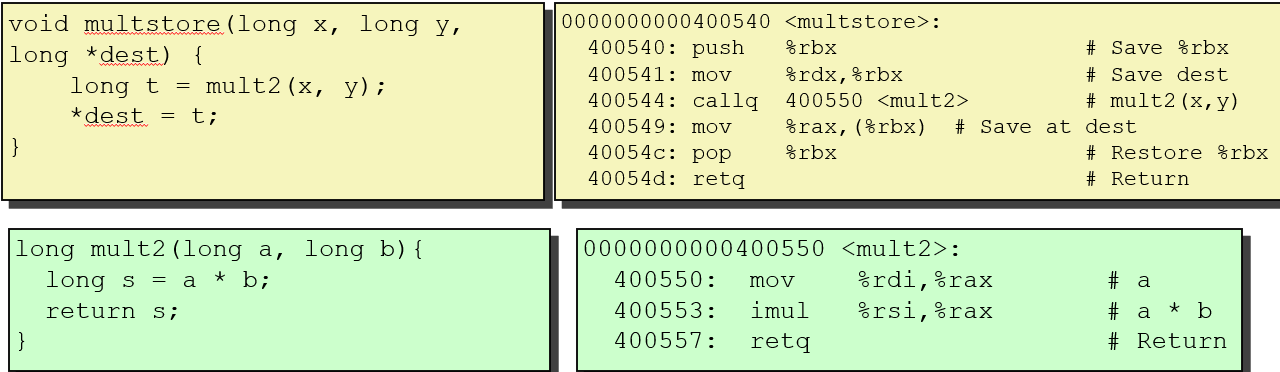 void multstore(long x, long y,
long *dest) {
    long t = mult2(x, y);
    *dest = t;
}
0000000000400540 <multstore>:
  400540: push   %rbx                   # Save %rbx
  400541: mov    %rdx,%rbx              # Save dest
  400544: callq  400550 <mult2>         # mult2(x,y)
  400549: mov    %rax,(%rbx)  # Save at dest
  40054c: pop    %rbx                   # Restore %rbx
  40054d: retq                          # Return
long mult2(long a, long b){
  long s = a * b;
  return s;
}
0000000000400550 <mult2>:
  400550:  mov    %rdi,%rax       # a
  400553:  imul   %rsi,%rax       # a * b
  400557:  retq                   # Return